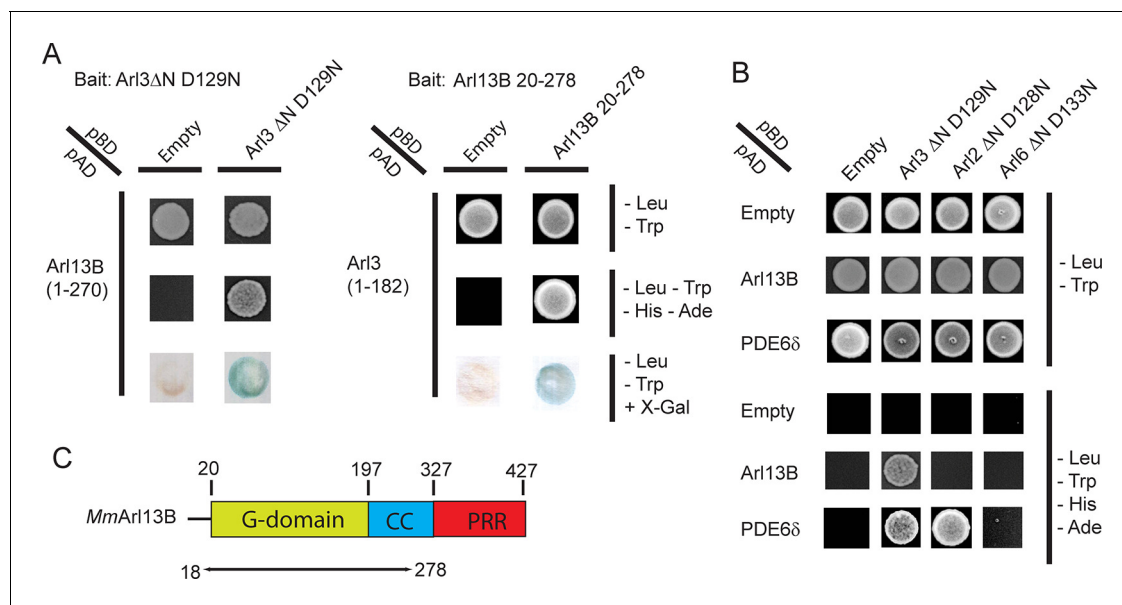 A
Bait: Arl3ΔN D129N
pBD
pAD
Empty
Arl3 ΔN D129N
Arl13B
(1-270)
Bait: Arl13B 20-278
pBD
pAD
Empty
Arl13B 20-278
Arl3
(1-182)
- Leu
- Trp
- Leu - Trp
- His - Ade
- Leu
- Trp
+ X-Gal
B
pBD
pAD
Empty
Arl3 ΔN D129N
Arl2 ΔN D128N
Arl6 ΔN D133N
Empty
Arl13B
PDE6δ
- Leu
- Trp
Empty
Arl13B
PDE6δ
- Leu
- Trp
- His
- Ade
C
20 197 327 427
MmArl13B G-domain CC PRR
18 278